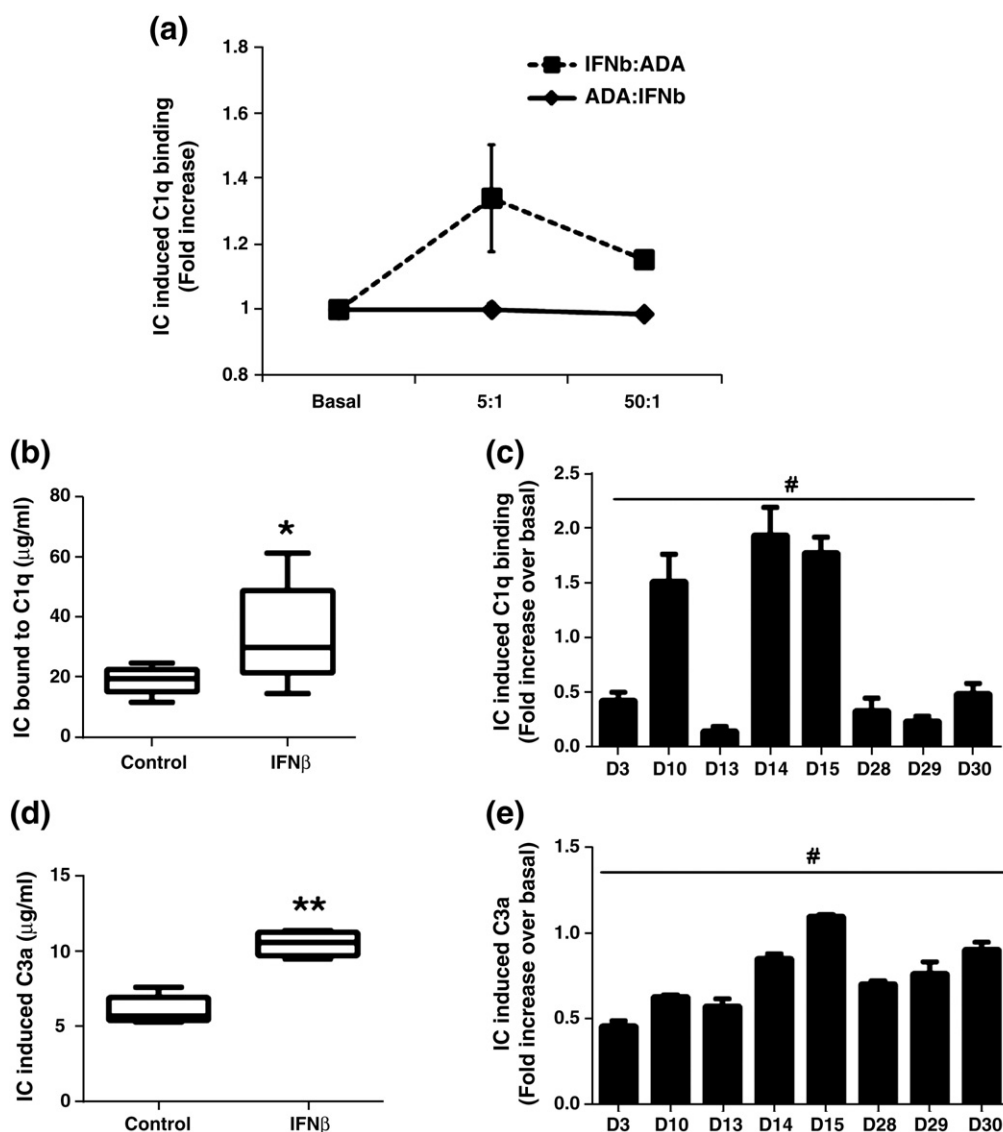 (a)
IC induced C1q binding
(Fold increase)
1.8
1.6
1.4
1.2
1
0.8
IFNb:ADA
ADA:IFNb
Basal
5:1
50:1
(b)
IC bound to C1q (μg/ml)
80
60
40
20
0
*
Control
IFNβ
(c)
IC induced C1q binding
(Fold increase over basal)
2.5
2.0
1.5
1.0
0.5
0.0
#
D3 D10 D13 D14 D15 D28 D29 D30
(d)
IC induced C3a (μg/ml)
15
10
5
0
**
Control
IFNβ
(e)
IC induced C3a
(Fold increase over basal)
1.5
1.0
0.5
0.0
#
D3 D10 D13 D14 D15 D28 D29 D30